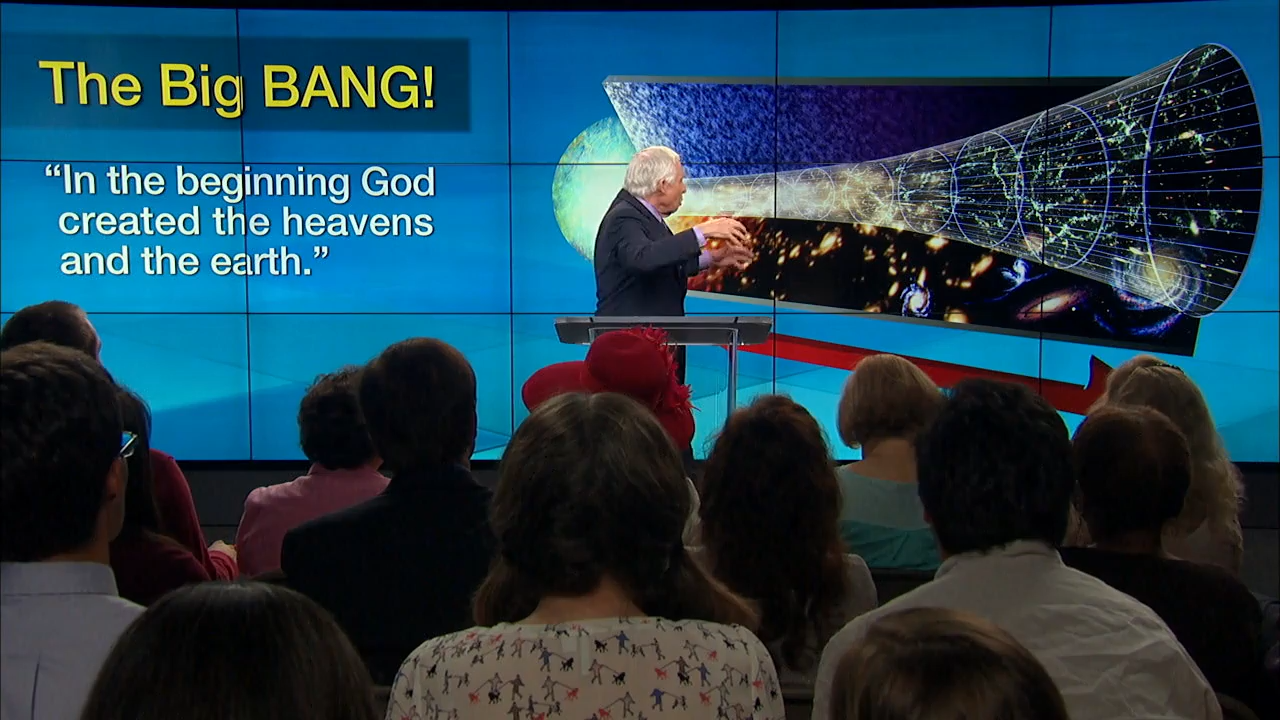 The Big BANG!
“In the beginning God
created the heavens
and the earth.”